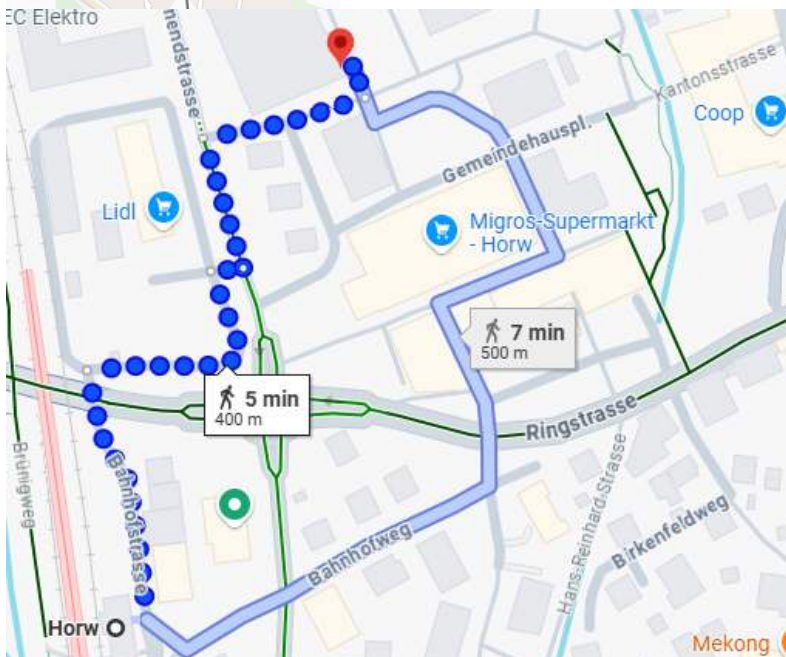 EC Elektro
nendstrasse
Kantonsstrasse
Coop
Gemeindehauspl.
Lidl
Migros-Supermarkt
- Horw
7 min
500 m
5 min
400 m
Ringstrasse
Brünigweg
Bahnhofstrasse
Bahnhofweg
Hans-Reinhard-Strasse
Birkenfeldweg
Horw
Mekong